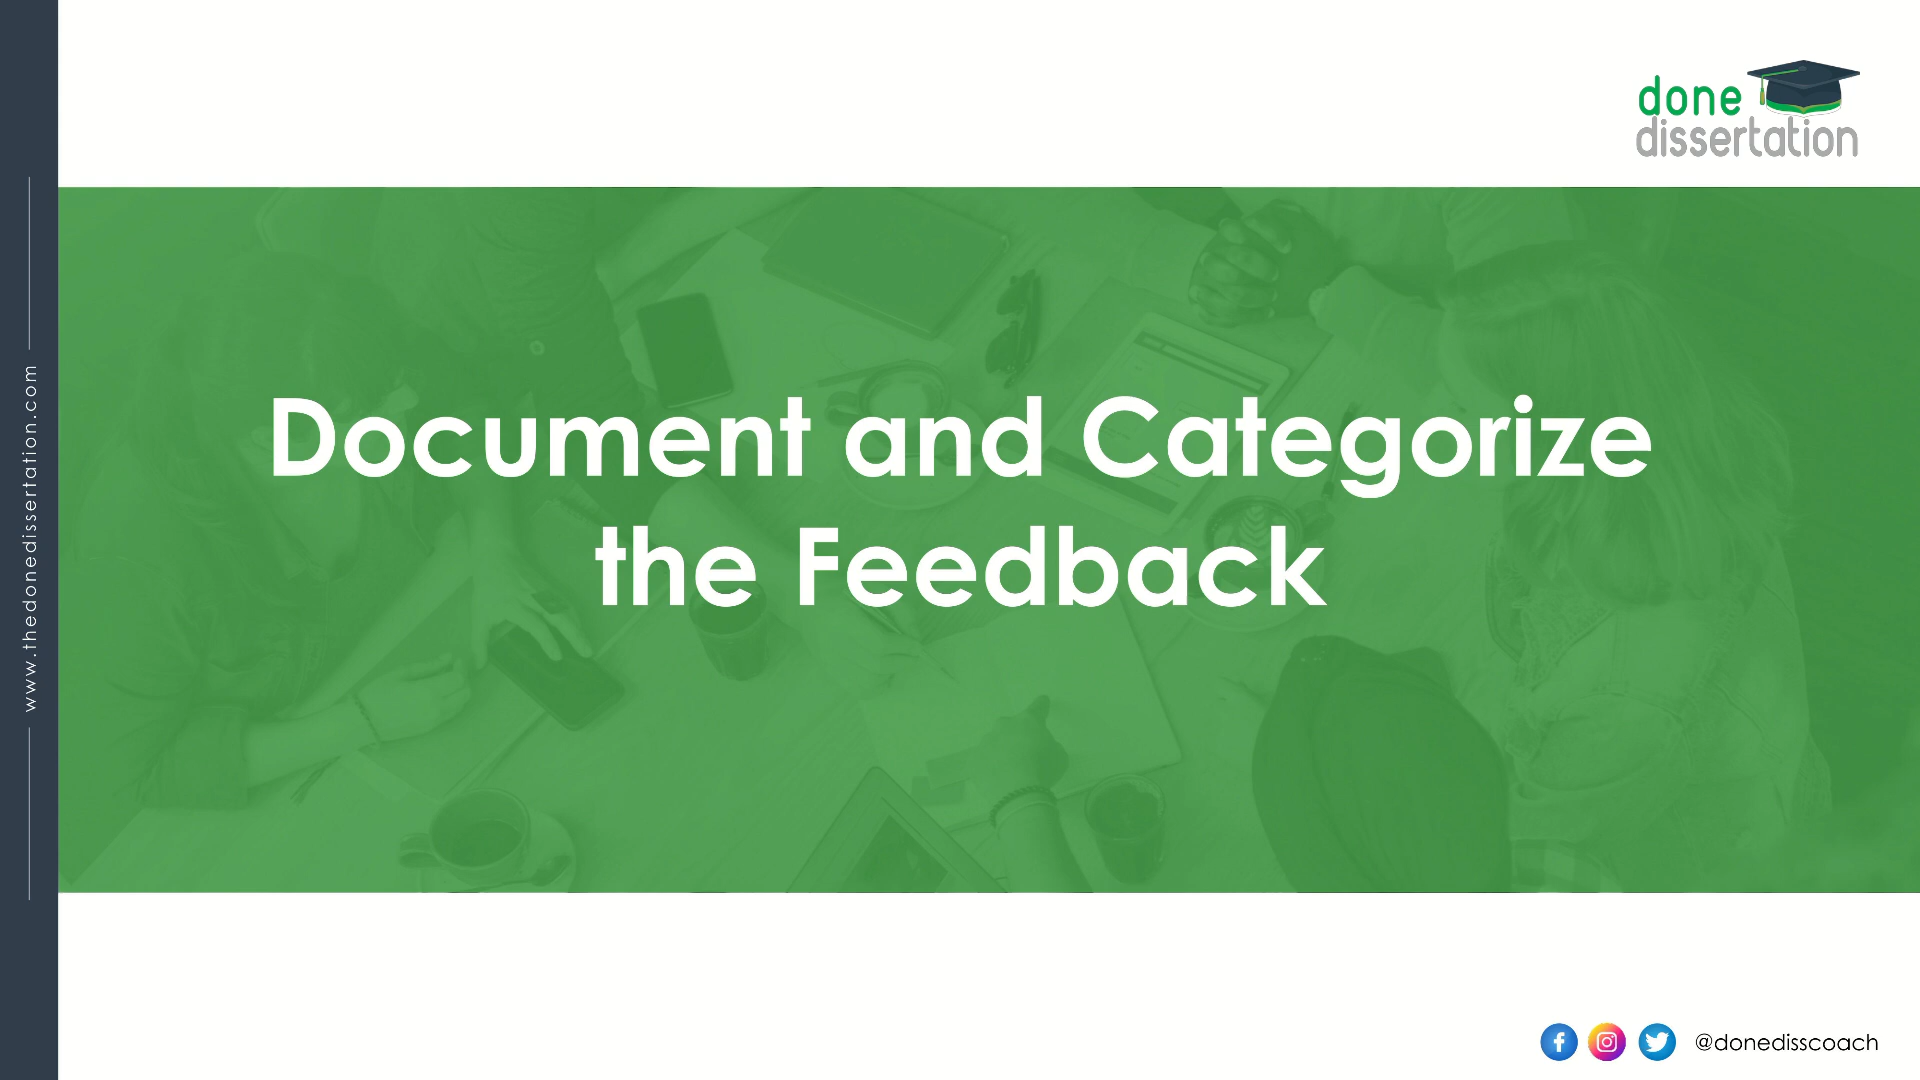 done
dissertation
www.thedonedissertation.com
Document and Categorize
the Feedback
@donedisscoach